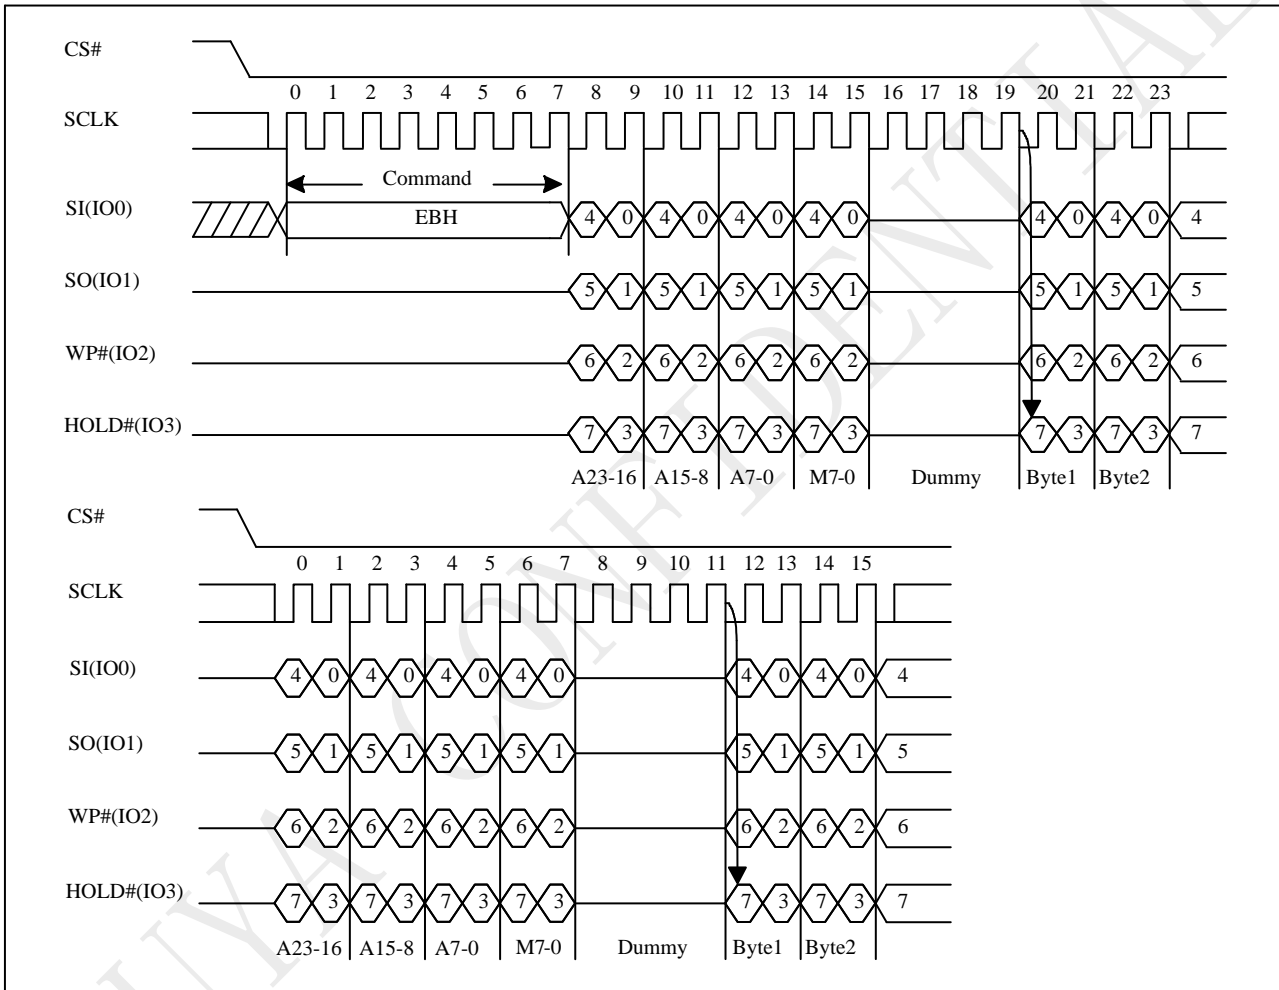 CS#
0 1 2 3 4 5 6 7 8 9 10 11 12 13 14 15 16 17 18 19 20 21 22 23
SCLK
Command
SI(IO0) EBH 4 0 4 0 4 0 4 0 4 0 4 0 4
SO(IO1) 5 1 5 1 5 1 5 1 5 1 5 1 5
WP#(IO2) 6 2 6 2 6 2 6 2 6 2 6 2 6
HOLD#(IO3) 7 3 7 3 7 3 7 3 7 3 7 3 7
A23-16 A15-8 A7-0 M7-0 Dummy Byte1 Byte2
CS#
0 1 2 3 4 5 6 7 8 9 10 11 12 13 14 15
SCLK
SI(IO0) 4 0 4 0 4 0 4 0 4 0 4 0 4
SO(IO1) 5 1 5 1 5 1 5 1 5 1 5 1 5
WP#(IO2) 6 2 6 2 6 2 6 2 6 2 6 2 6
HOLD#(IO3) 7 3 7 3 7 3 7 3 7 3 7 3 7
A23-16 A15-8 A7-0 M7-0 Dummy Byte1 Byte2
UYA CONFIDENTIAL